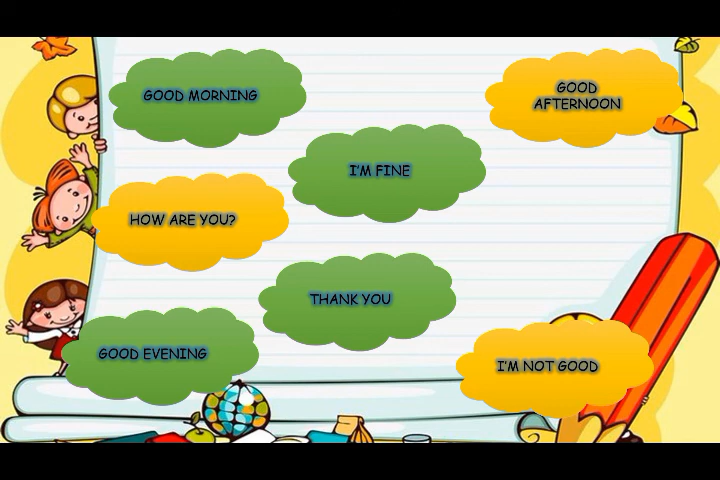 GOOD MORNING
GOOD
AFTERNOON
I'M FINE
HOW ARE YOU?
THANK YOU
GOOD EVENING
I'M NOT GOOD